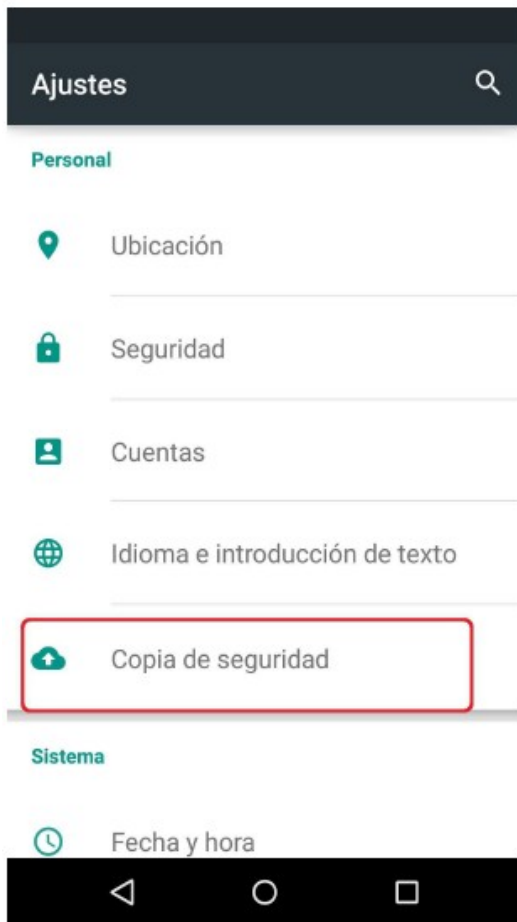 Ajustes
Personal
Ubicación
Seguridad
Cuentas
Idioma e introducción de texto
Copia de seguridad
Sistema
Fecha y hora